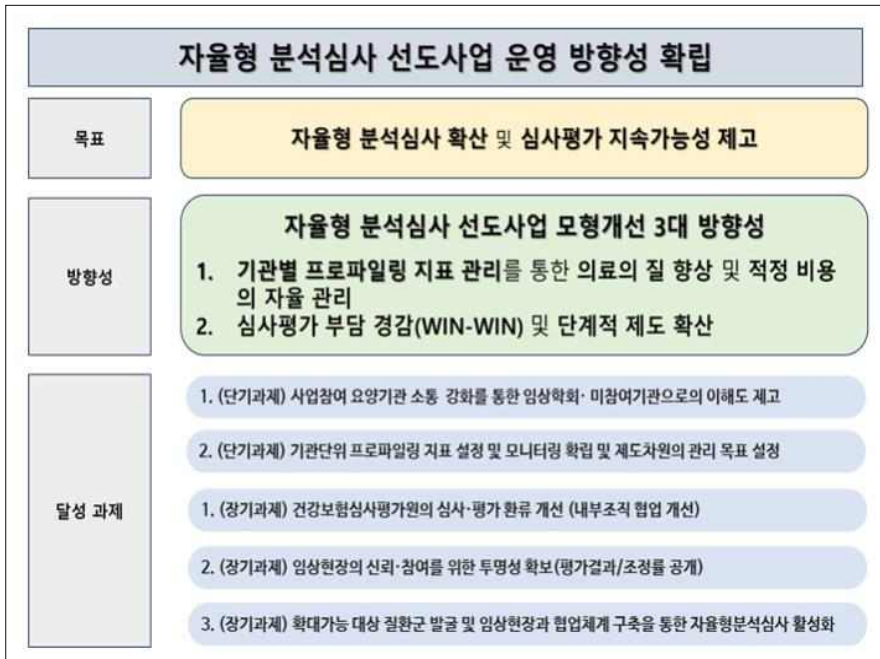 자율형 분석심사 선도사업 운영 방향성 확립
목표
자율형 분석심사 확산 및 심사평가 지속가능성 제고
방향성
자율형 분석심사 선도사업 모형개선 3대 방향성
1. 기관별 프로파일링 지표 관리를 통한 의료의 질 향상 및 적정 비용
의 자율 관리
2. 심사평가 부담 경감(WIN-WIN) 및 단계적 제도 확산
달성 과제
1. (단기과제) 사업참여 요양기관 소통 강화를 통한 임상학회· 미참여기관으로의 이해도 제고
2. (단기과제) 기관단위 프로파일링 지표 설정 및 모니터링 확립 및 제도차원의 관리 목표 설정
1. (장기과제) 건강보험심사평가원의 심사·평가 환류 개선 (내부조직 협업 개선)
2. (장기과제) 임상현장의 신뢰·참여를 위한 투명성 확보(평가결과/조정률 공개)
3. (장기과제) 확대가능 대상 질환군 발굴 및 임상현장과 협업체계 구축을 통한 자율형분석심사 활성화